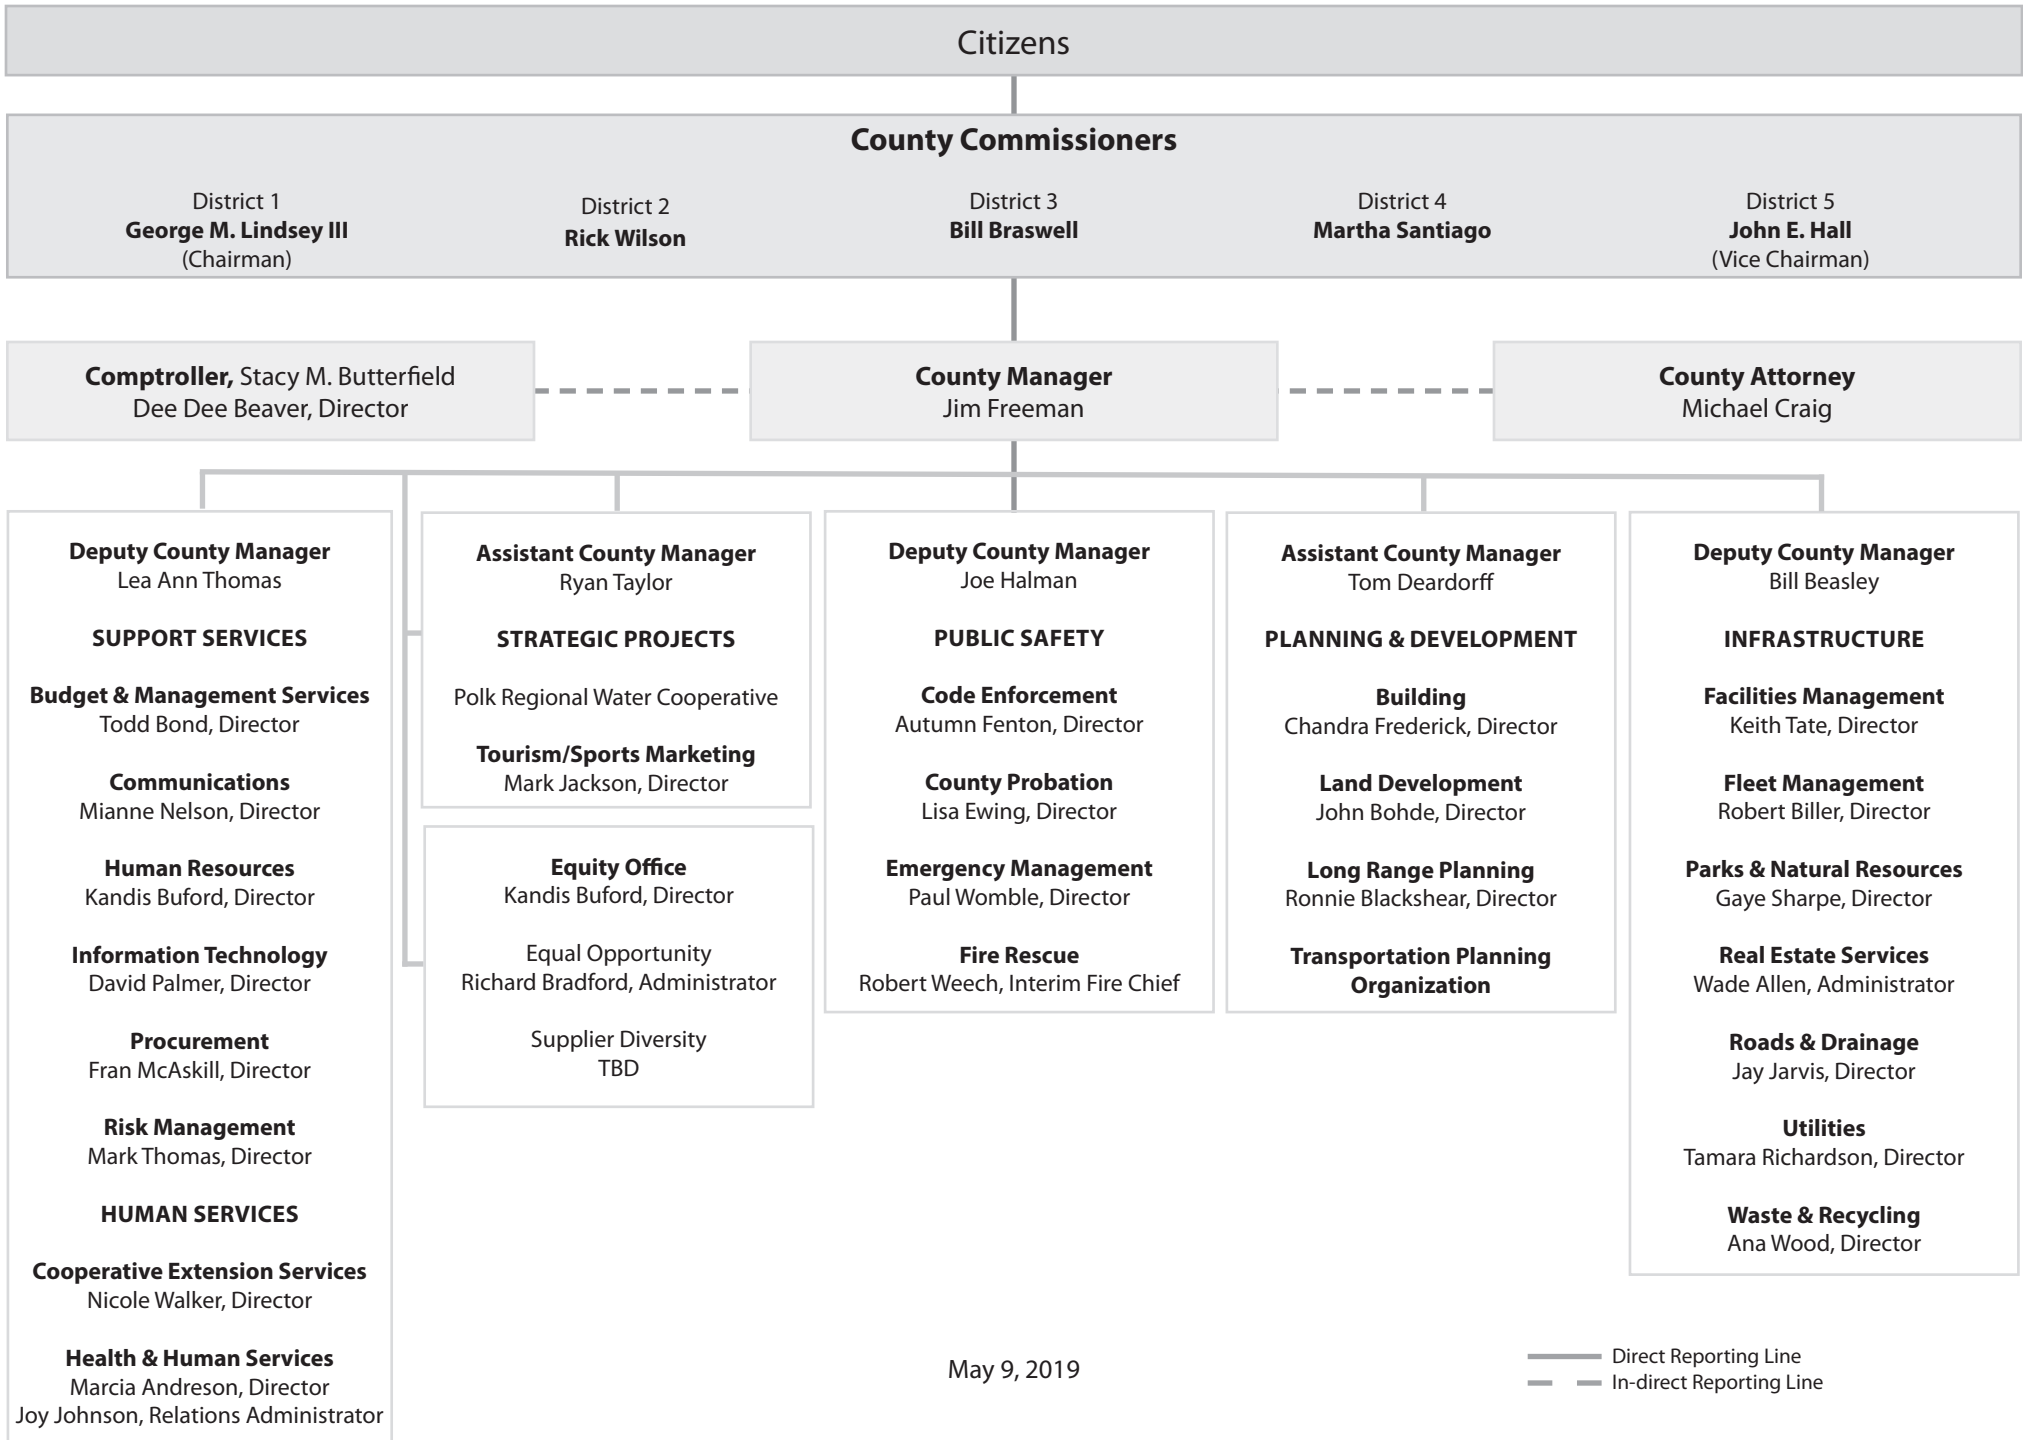 Citizens
County Commissioners
District 1
George M. Lindsey III
(Chairman)
District 2
Rick Wilson
District 3
Bill Braswell
District 4
Martha Santiago
District 5
John E. Hall
(Vice Chairman)
Comptroller, Stacy M. Butterfield
Dee Dee Beaver, Director
County Manager
Jim Freeman
County Attorney
Michael Craig
Deputy County Manager
Lea Ann Thomas
SUPPORT SERVICES
Budget & Management Services
Todd Bond, Director
Communications
Mianne Nelson, Director
Human Resources
Kandis Buford, Director
Information Technology
David Palmer, Director
Procurement
Fran McAskill, Director
Risk Management
Mark Thomas, Director
HUMAN SERVICES
Cooperative Extension Services
Nicole Walker, Director
Health & Human Services
Marcia Andreson, Director
Joy Johnson, Relations Administrator
Assistant County Manager
Ryan Taylor
STRATEGIC PROJECTS
Polk Regional Water Cooperative
Tourism/Sports Marketing
Mark Jackson, Director
Equity Office
Kandis Buford, Director
Equal Opportunity
Richard Bradford, Administrator
Supplier Diversity
TBD
Deputy County Manager
Joe Halman
PUBLIC SAFETY
Code Enforcement
Autumn Fenton, Director
County Probation
Lisa Ewing, Director
Emergency Management
Paul Womble, Director
Fire Rescue
Robert Weech, Interim Fire Chief
Assistant County Manager
Tom Deardorff
PLANNING & DEVELOPMENT
Building
Chandra Frederick, Director
Land Development
John Bohde, Director
Long Range Planning
Ronnie Blackshear, Director
Transportation Planning
Organization
Deputy County Manager
Bill Beasley
INFRASTRUCTURE
Facilities Management
Keith Tate, Director
Fleet Management
Robert Biller, Director
Parks & Natural Resources
Gaye Sharpe, Director
Real Estate Services
Wade Allen, Administrator
Roads & Drainage
Jay Jarvis, Director
Utilities
Tamara Richardson, Director
Waste & Recycling
Ana Wood, Director
May 9, 2019
Direct Reporting Line
In-direct Reporting Line